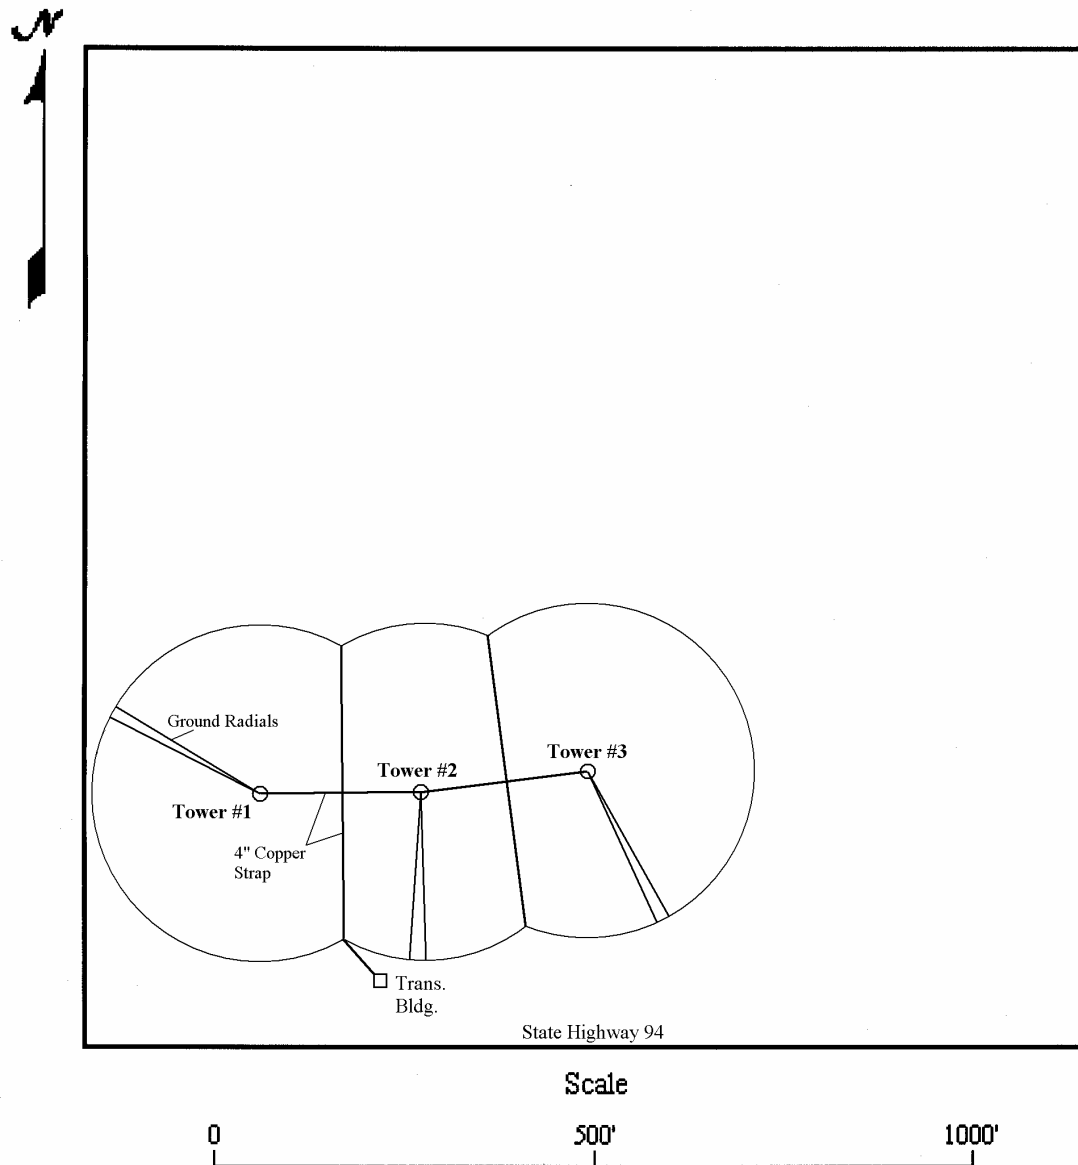 N
Ground Radials
Tower #3
Tower #2
Tower #1
4" Copper
Strap
Trans.
Bldg.
State Highway 94
Scale
0 500' 1000'